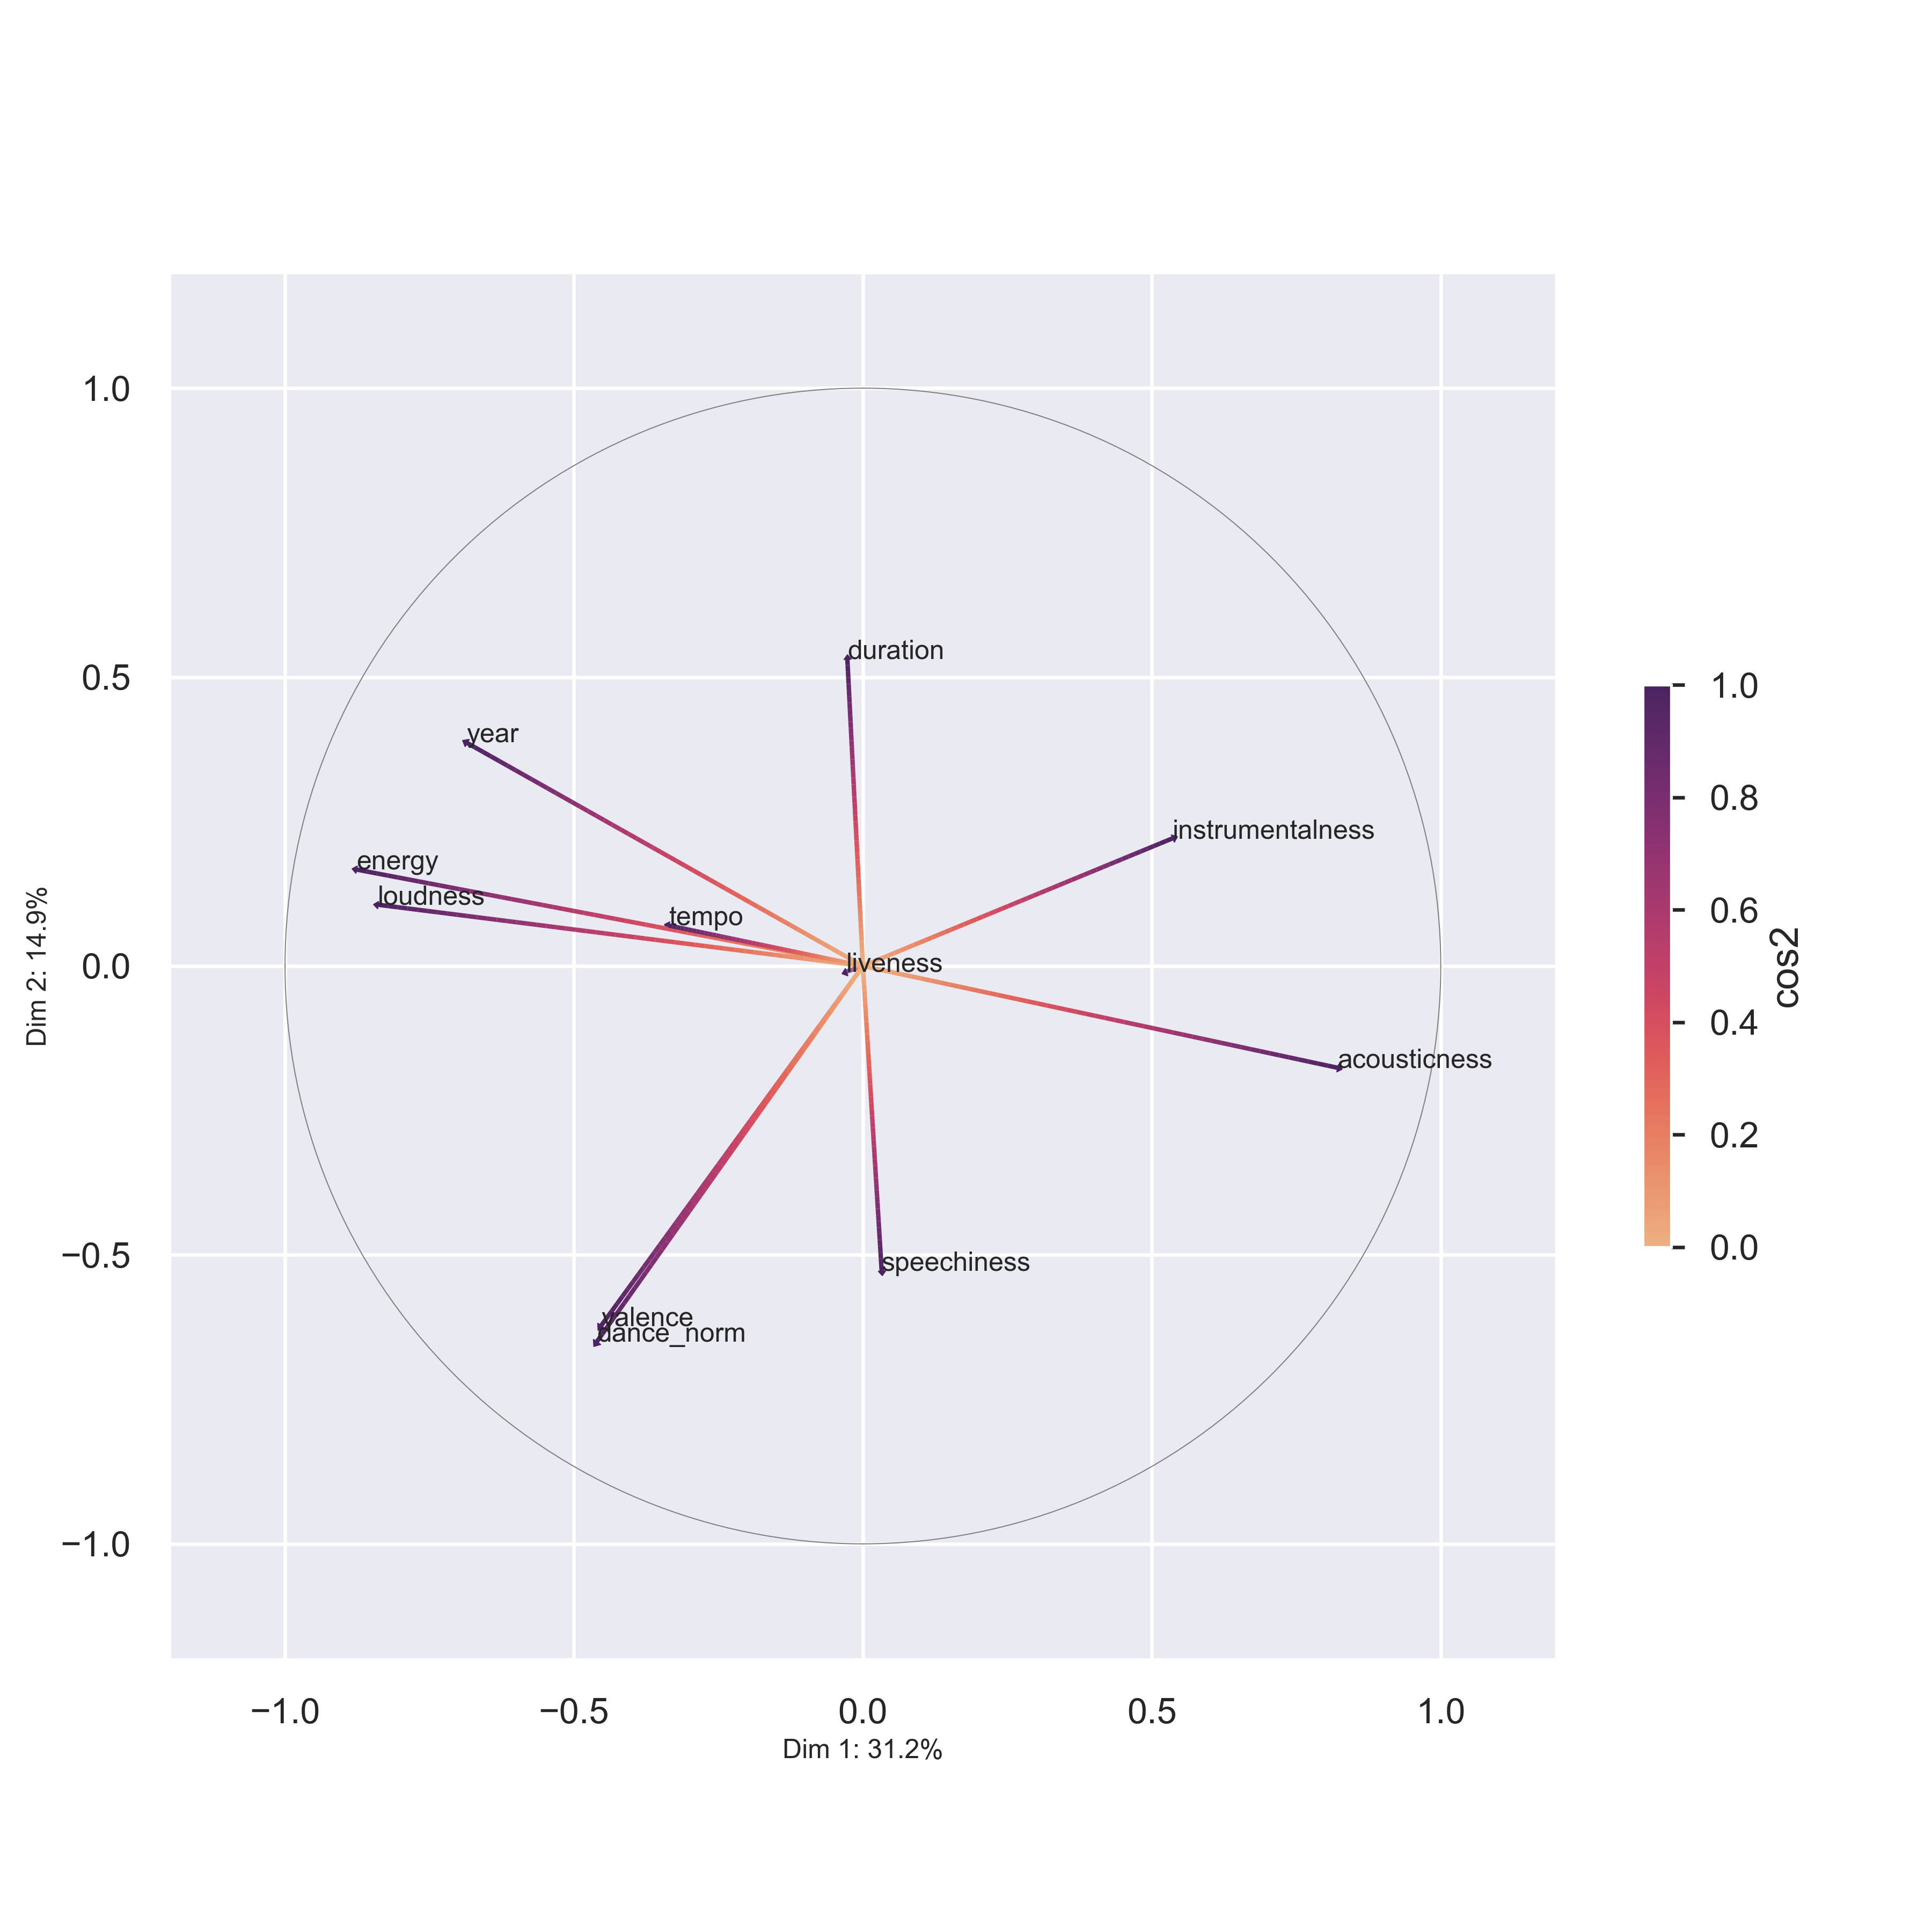 1.0
0.5
0.0
−0.5
−1.0
Dim 2: 14.9%
duration
year
instrumentalness
energy
loudness
tempo
liveness
acousticness
speechiness
valence
dance_norm
−1.0 −0.5 0.0 0.5 1.0
Dim 1: 31.2%
1.0
0.8
0.6
0.4
0.2
0.0
cos2